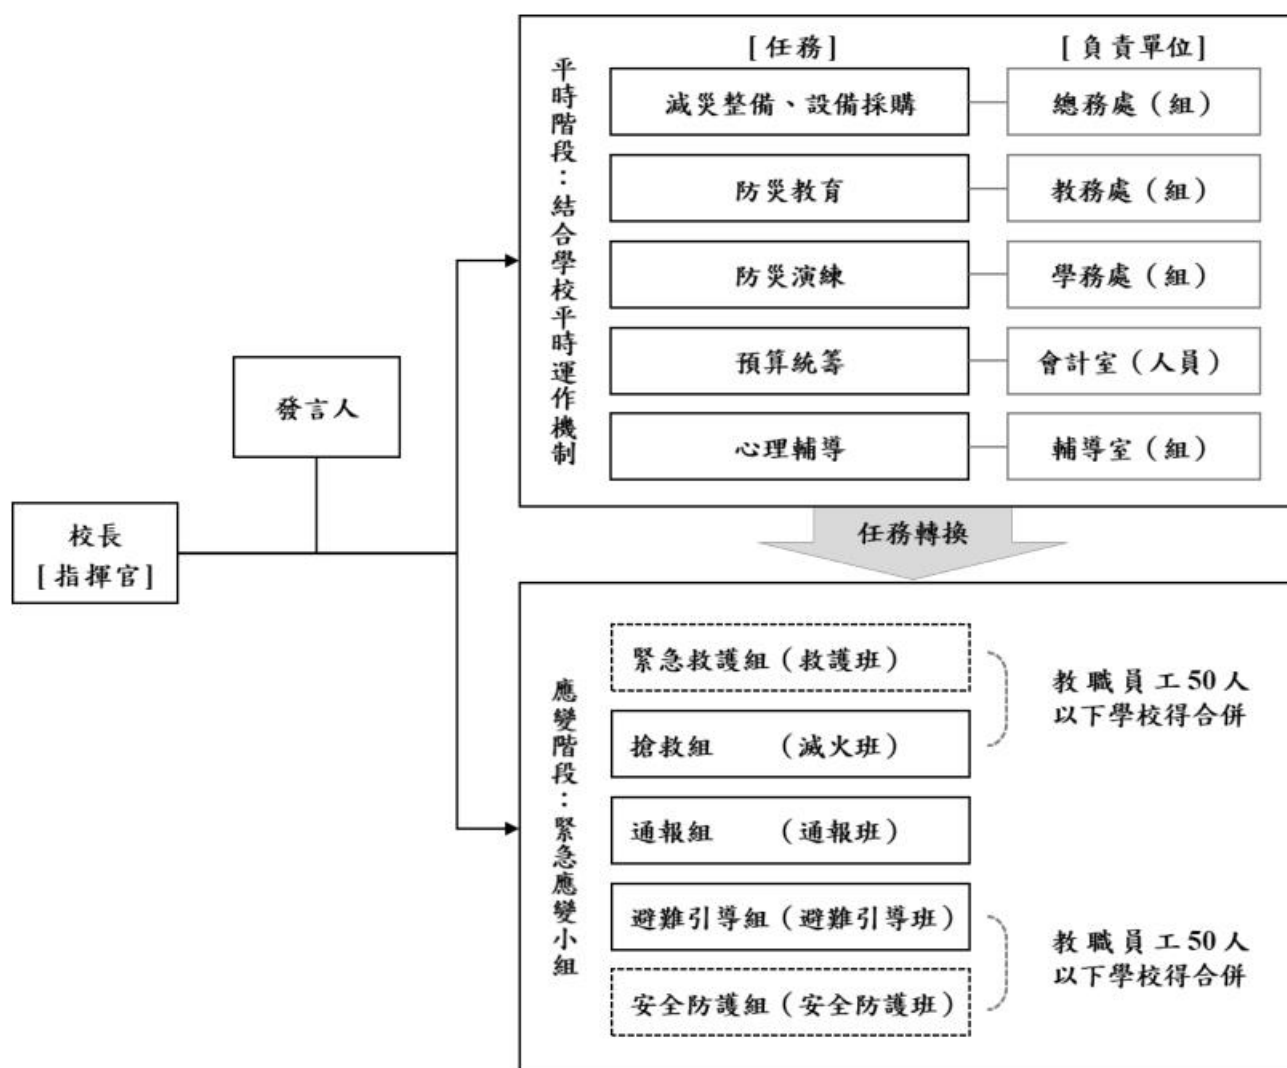 [任務]
[負責單位]
平時階段：結合學校平時運作機制
減災整備、設備採購
總務處（組）
防災教育
教務處（組）
防災演練
學務處（組）
預算統籌
會計室（人員）
心理輔導
輔導室（組）
發言人
校長
[指揮官]
任務轉換
應變階段：緊急應變小組
緊急救護組（救護班）
搶救組　　（滅火班）
通報組　　（通報班）
避難引導組（避難引導班）
安全防護組（安全防護班）
教職員工50人
以下學校得合併
教職員工50人
以下學校得合併